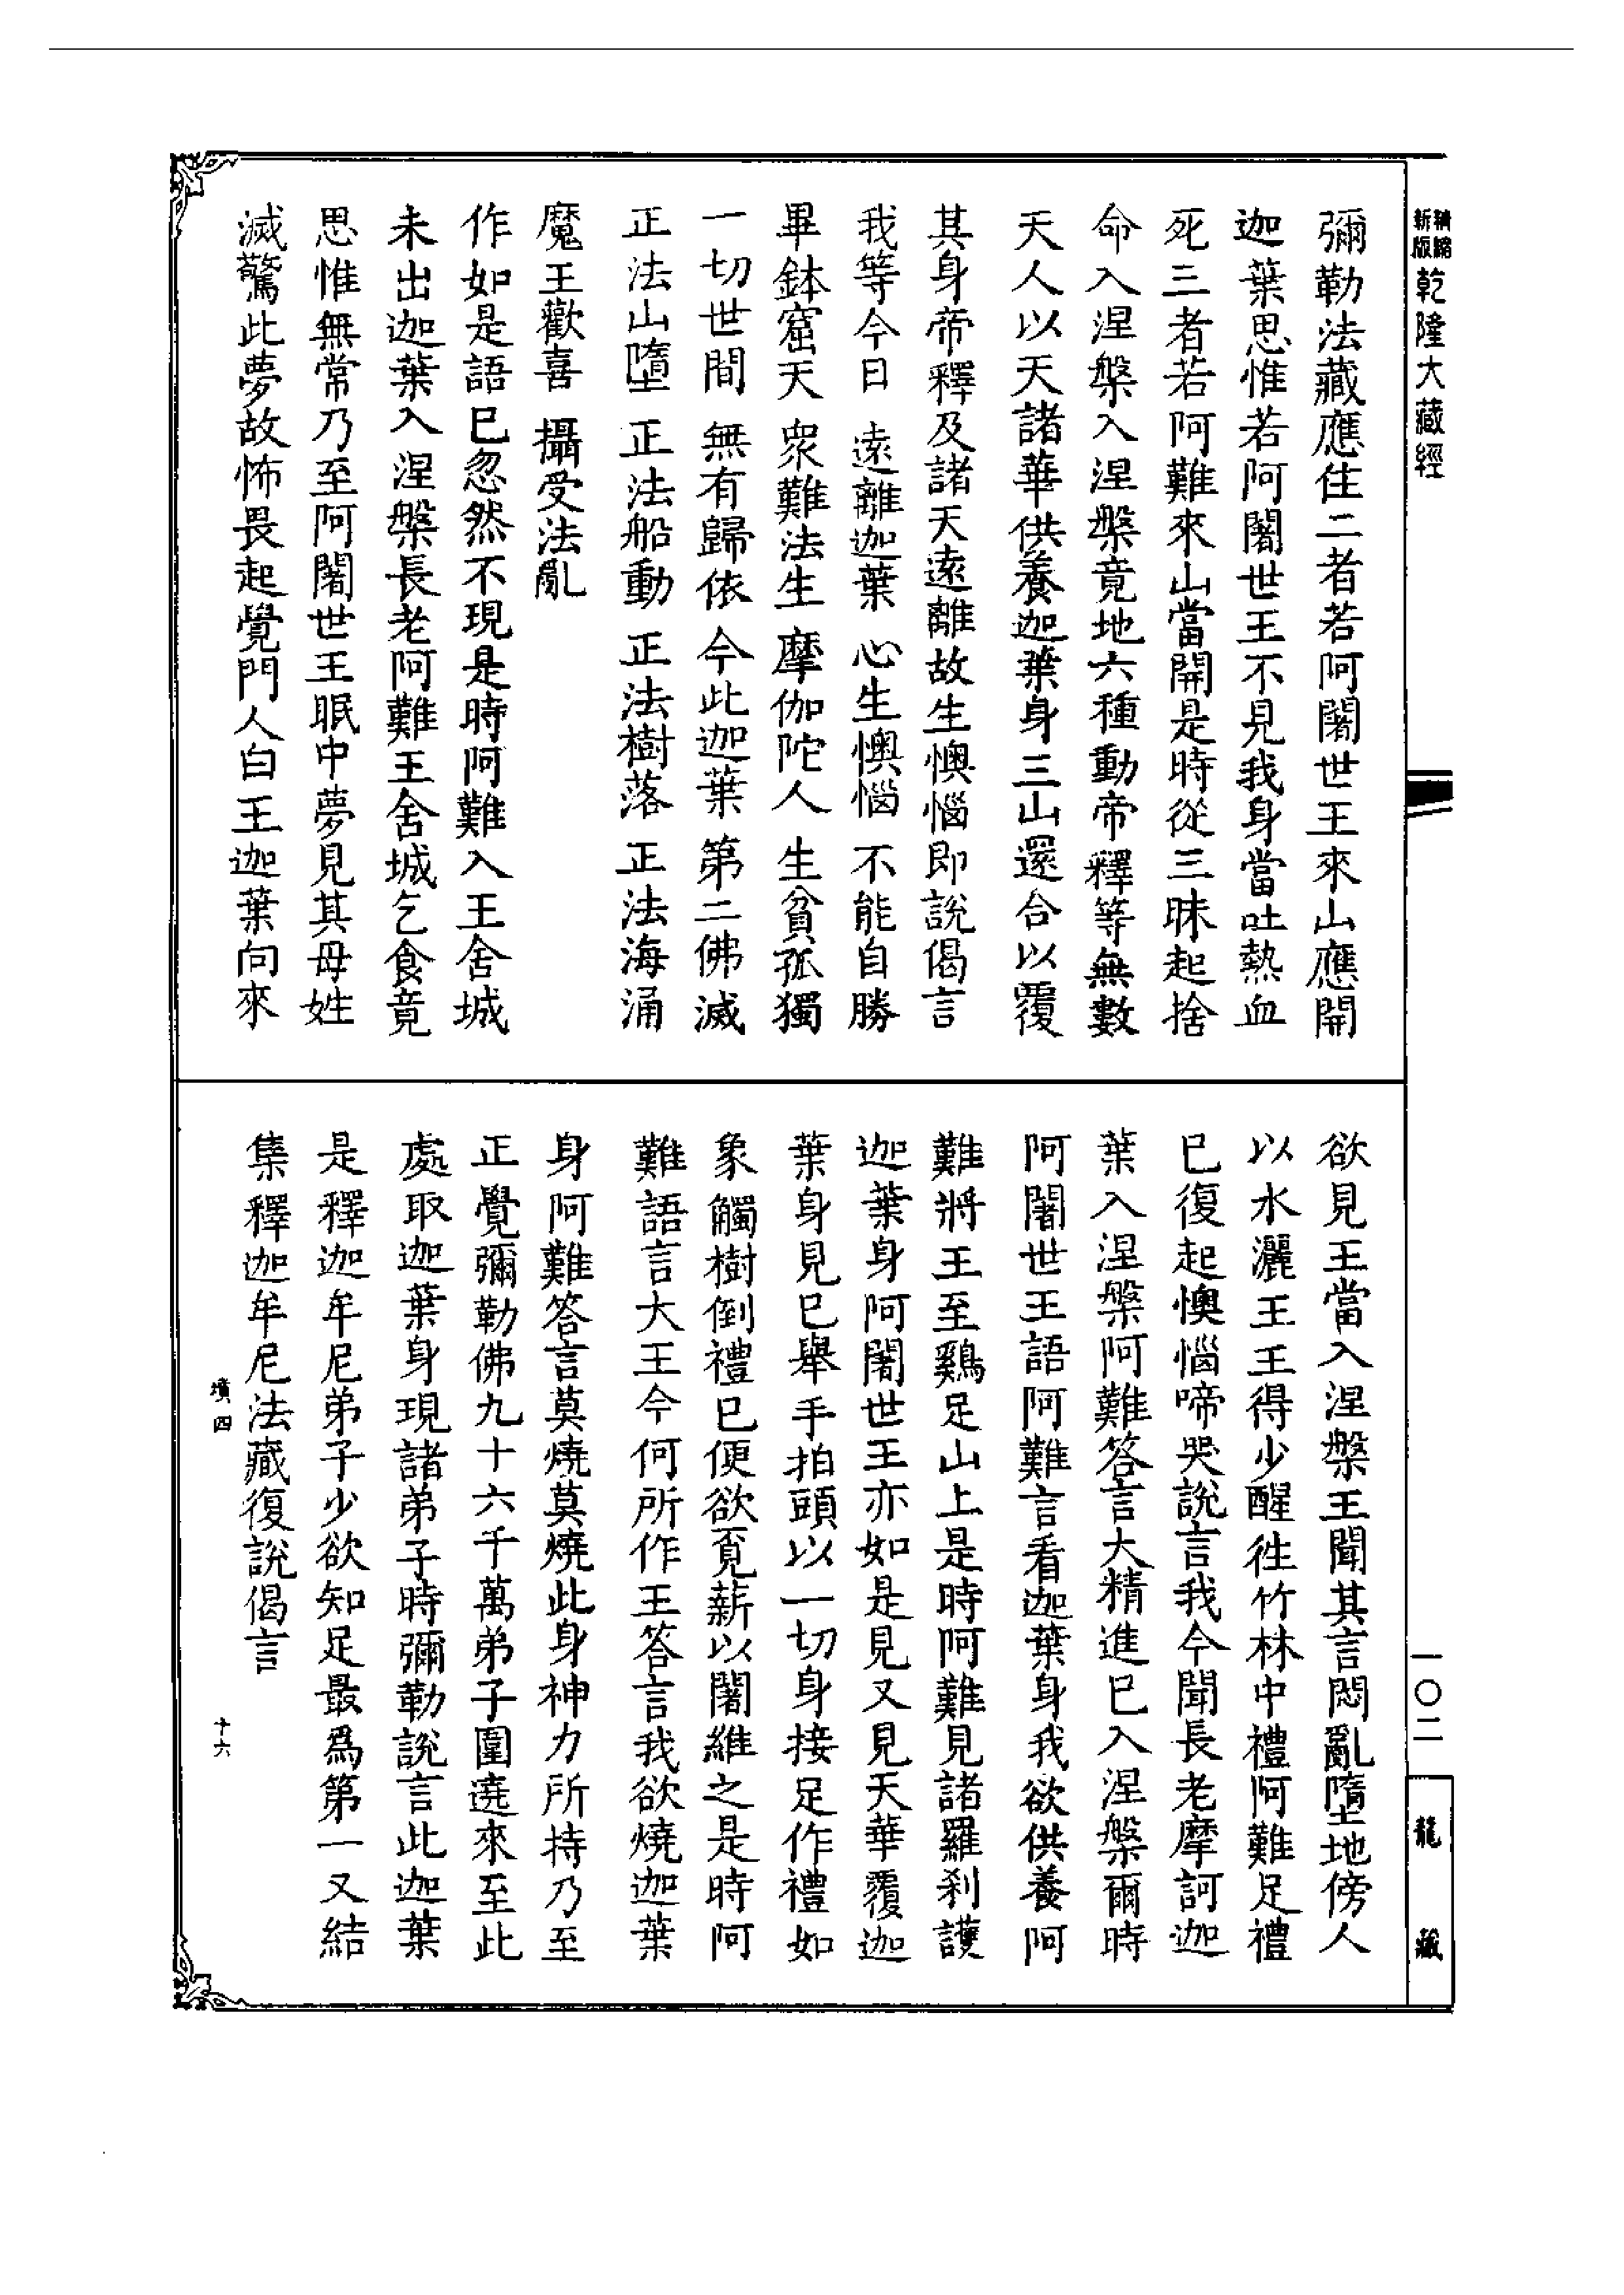 新版精縮乾隆大藏經
彌勒法藏應住二者若阿闍世王來山應開
迦葉思惟若阿闍世王不見我身當吐熱血
死三者若阿難來山當開是時從三昧起捨
命入涅槃入涅槃竟地六種動帝釋等無數
天人以天諸華供養迦葉身三山還合以覆
其身帝釋及諸天遠離故生懊惱即說偈言
我等今日 遠離迦葉 心生懊惱 不能自勝
畢鉢窟天 眾難法生 摩伽陀人 生貧孤獨
一切世間 無有歸依 今此迦葉 第二佛滅
正法山墮 正法船動 正法樹落 正法海涌
魔王歡喜 攝受法亂
作如是語已忽然不現是時阿難入王舍城
未出迦葉入涅槃長老阿難王舍城乞食竟
思惟無常乃至阿闍世王眠中夢見其母姓
滅驚此夢故怖畏起覺門人白王迦葉向來
欲見王當入涅槃王聞其言悶亂墮地傍人
以水灑王王得少醒徃竹林中禮阿難足禮
已復起懊惱啼哭說言我今聞長老摩訶迦
葉入涅槃阿難答言大精進已入涅槃爾時
阿闍世王語阿難言看迦葉身我欲供養阿
難將王至鷄足山上是時阿難見諸羅刹護
迦葉身阿闍世王亦如是見又見天華覆迦
葉身見已舉手拍頭以一切身接足作禮如
象觸樹倒禮已便欲覓薪以闍維之是時阿
難語言大王今何所作王答言我欲燒迦葉
身阿難答言莫燒莫燒此身神力所持乃至
正覺彌勒佛九十六千萬弟子圍遶來至此
處取迦葉身現諸弟子時彌勒說言此迦葉
是釋迦牟尼弟子少欲知足最爲第一又結
集釋迦牟尼法藏復說偈言
墳四 十六
一〇二
龍藏